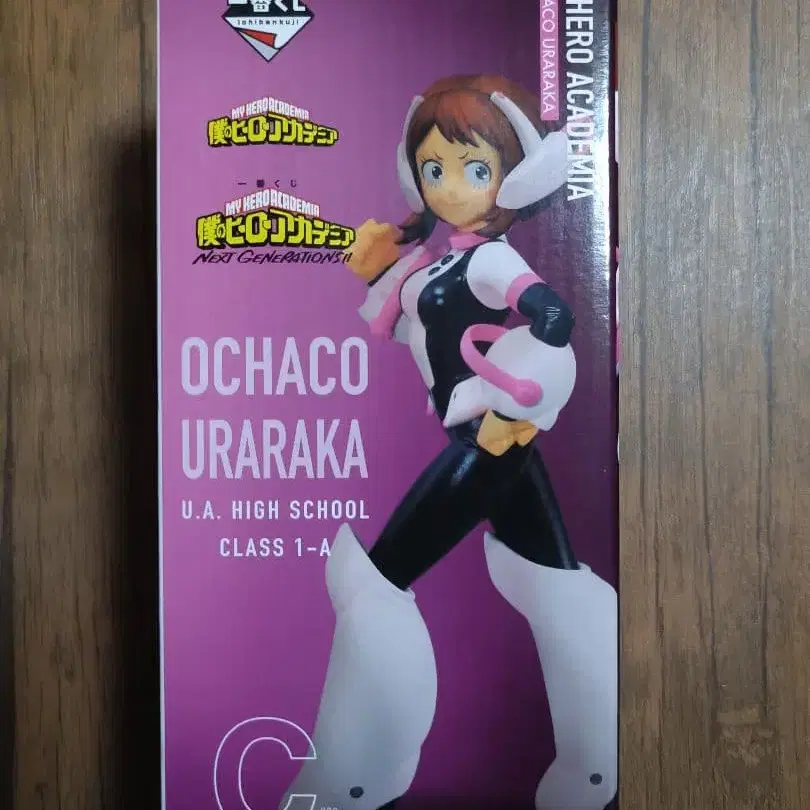 一番くじ
ichibankuji
MY HERO ACADEMIA
僕のヒーローアカデミア
一番くじ
MY HERO ACADEMIA
僕のヒーローアカデミア
NEXT GENERATIONS!!
OCHACO
URARAKA
U.A. HIGH SCHOOL
CLASS 1-A
C
HERO ACADEMIA
ACO URARAKA